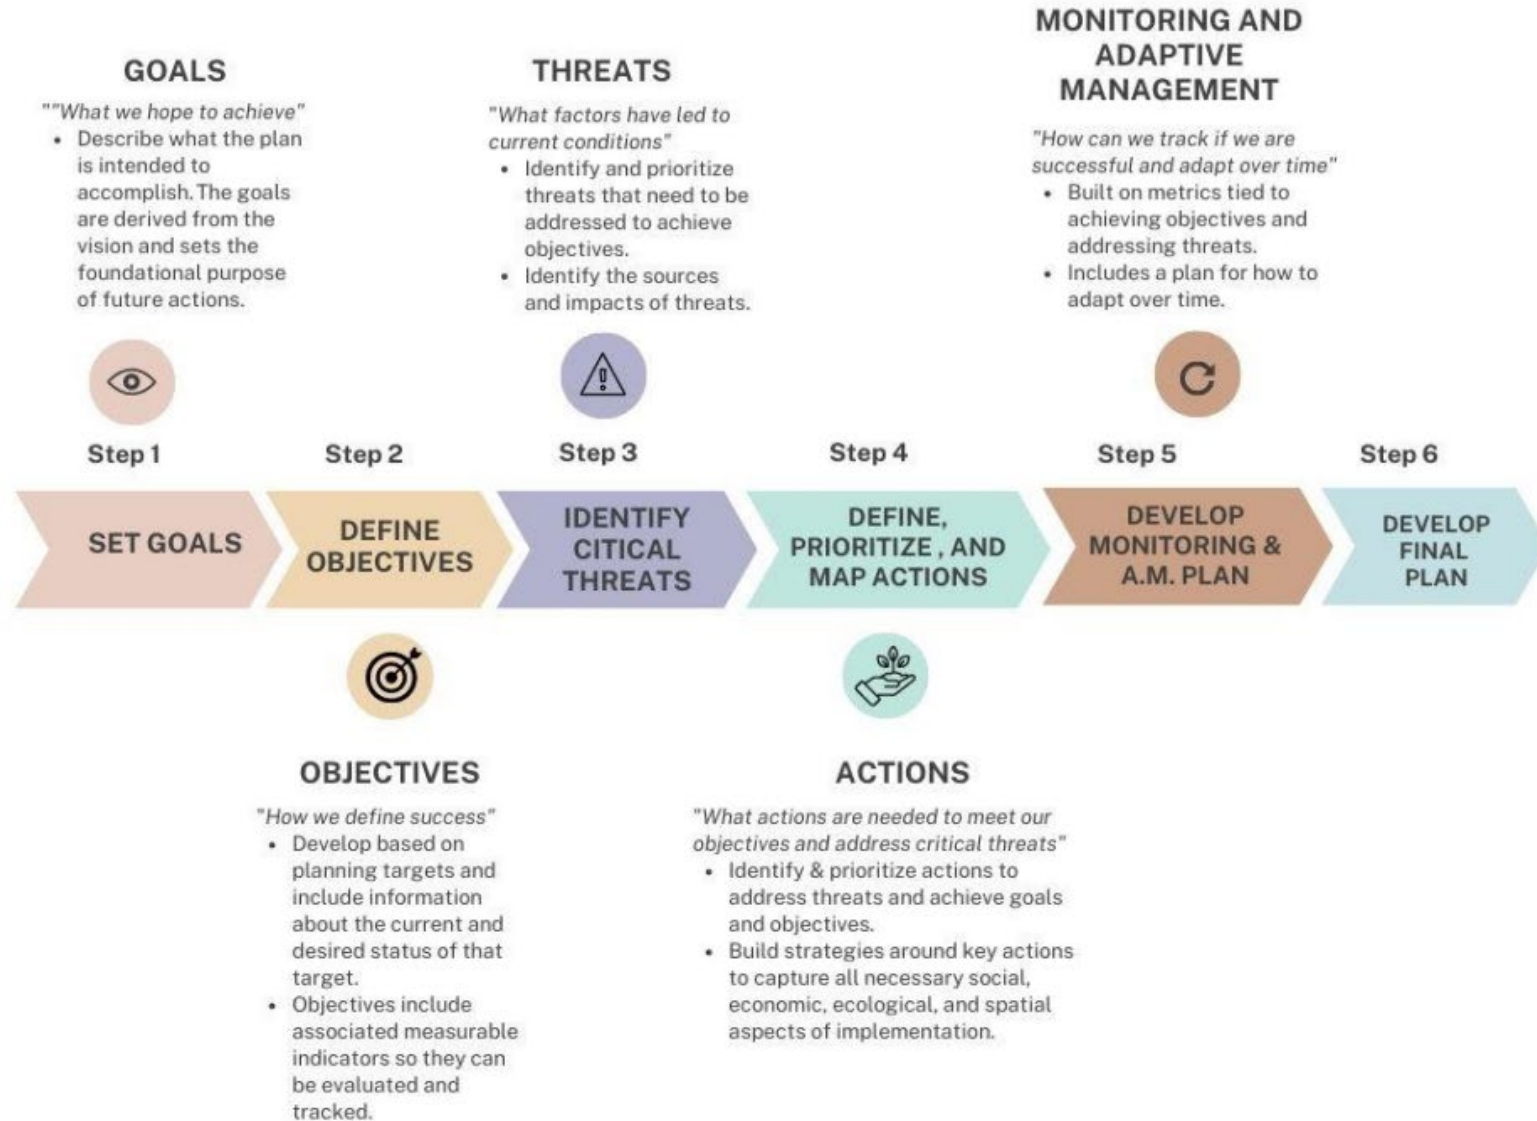 GOALS
""What we hope to achieve"
• Describe what the plan
is intended to
accomplish. The goals
are derived from the
vision and sets the
foundational purpose
of future actions.
THREATS
"What factors have led to
current conditions"
• Identify and prioritize
threats that need to be
addressed to achieve
objectives.
• Identify the sources
and impacts of threats.
MONITORING AND
ADAPTIVE
MANAGEMENT
"How can we track if we are
successful and adapt over time"
• Built on metrics tied to
achieving objectives and
addressing threats.
• Includes a plan for how to
adapt over time.
Step 1
Step 2
Step 3
Step 4
Step 5
Step 6
SET GOALS
DEFINE
OBJECTIVES
IDENTIFY
CITICAL
THREATS
DEFINE,
PRIORITIZE , AND
MAP ACTIONS
DEVELOP
MONITORING &
A.M. PLAN
DEVELOP
FINAL
PLAN
OBJECTIVES
"How we define success"
• Develop based on
planning targets and
include information
about the current and
desired status of that
target.
• Objectives include
associated measurable
indicators so they can
be evaluated and
tracked.
ACTIONS
"What actions are needed to meet our
objectives and address critical threats"
• Identify & prioritize actions to
address threats and achieve goals
and objectives.
• Build strategies around key actions
to capture all necessary social,
economic, ecological, and spatial
aspects of implementation.